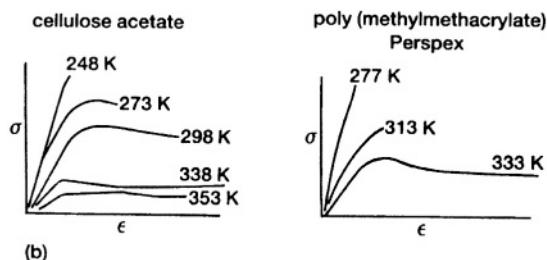 cellulose acetate
248 K
273 K
298 K
338 K
353 K
σ
ϵ
poly (methylmethacrylate)
Perspex
277 K
313 K
333 K
σ
ϵ
(b)